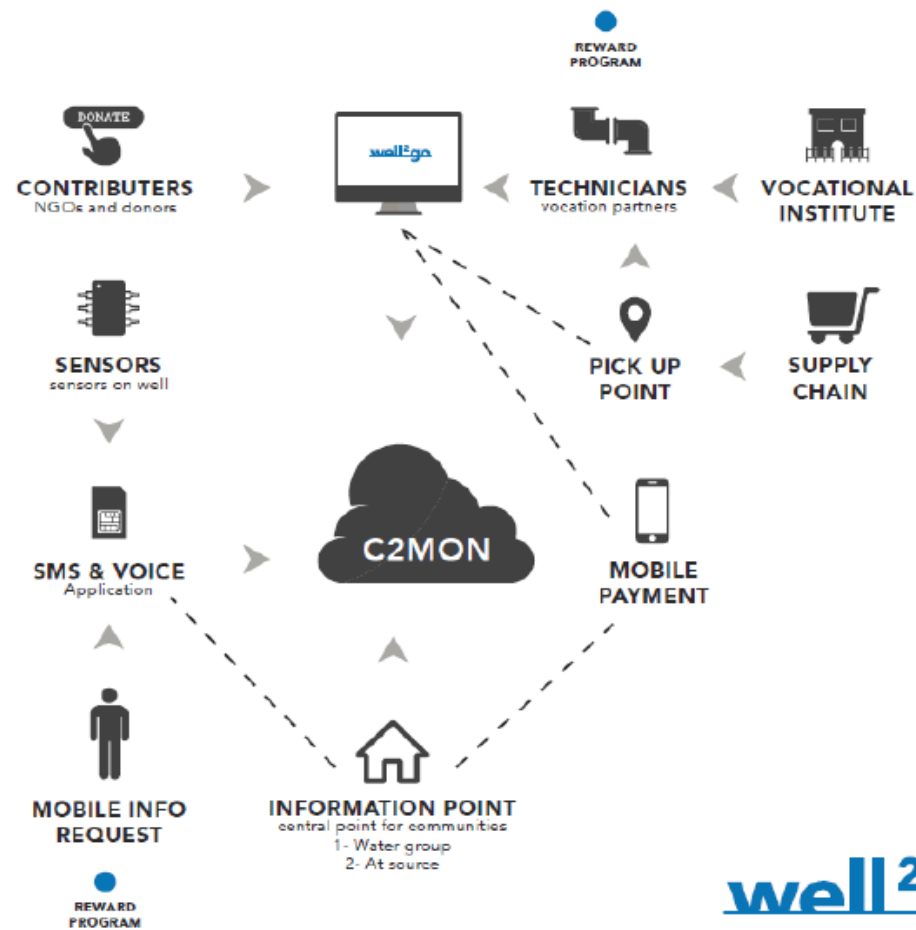 REWARD
PROGRAM
DONATE
well²go
CONTRIBUTERS
NGOs and donors
TECHNICIANS
vocation partners
VOCATIONAL
INSTITUTE
SENSORS
sensors on well
PICK UP
POINT
SUPPLY
CHAIN
C2MON
SMS & VOICE
Application
MOBILE
PAYMENT
MOBILE INFO
REQUEST
INFORMATION POINT
central point for communities
1- Water group
2- At source
REWARD
PROGRAM
well²